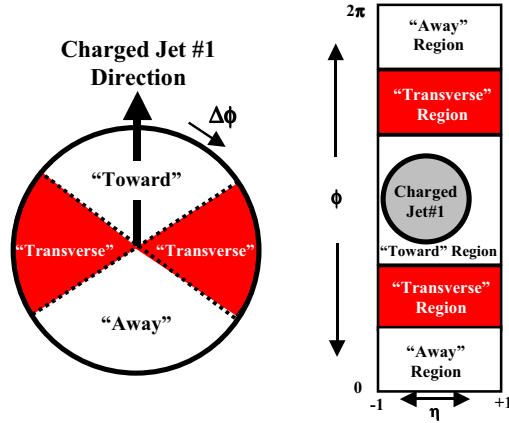 Charged Jet #1
Direction
Δϕ
“Toward”
“Transverse”
“Transverse”
“Away”
2π
“Away”
Region
“Transverse”
Region
ϕ
Charged
Jet#1
“Toward” Region
“Transverse”
Region
“Away”
Region
0
-1
η
+1